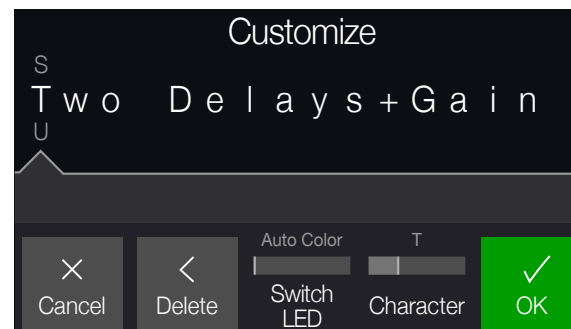 Customize
S
Two Delays+Gain
U
Auto Color
T
Cancel
Delete
Switch
LED
Character
OK